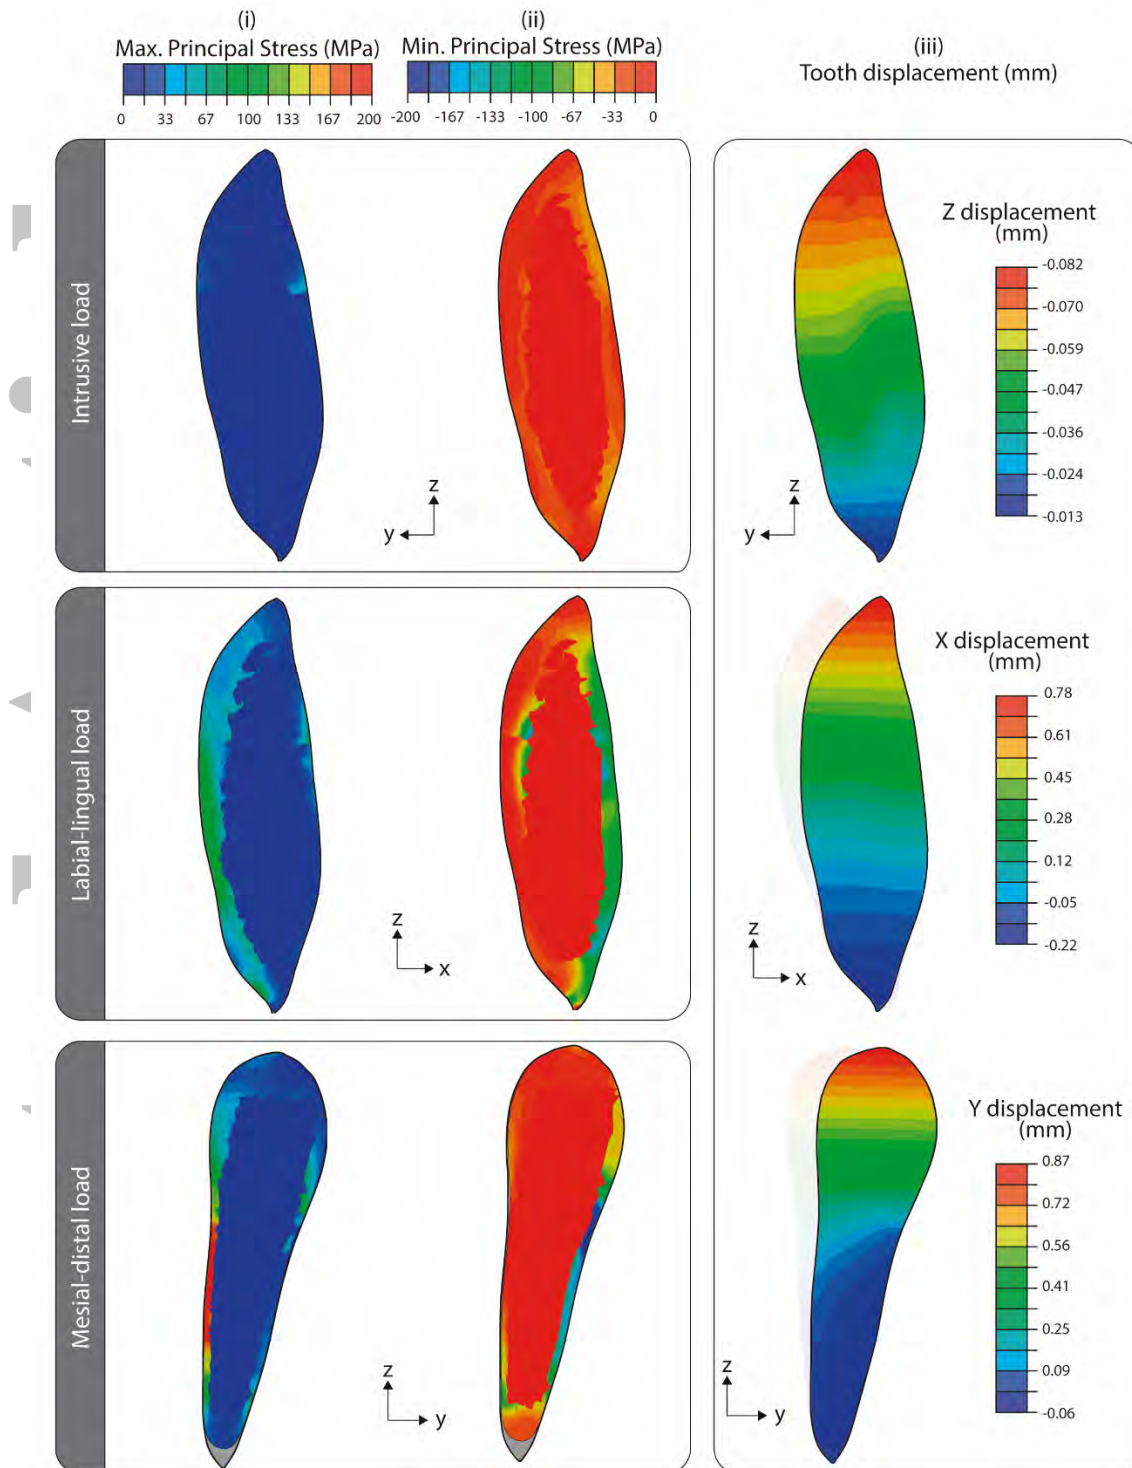 (i)
Max. Principal Stress (MPa)
0 33 67 100 133 167 200
(ii)
Min. Principal Stress (MPa)
-200 -167 -133 -100 -67 -33 0
(iii)
Tooth displacement (mm)
Intrusive load
z
y
z
y
Z displacement
(mm)
-0.082
-0.070
-0.059
-0.047
-0.036
-0.024
-0.013
Labial-lingual load
z
x
z
x
X displacement
(mm)
0.78
0.61
0.45
0.28
0.12
-0.05
-0.22
Mesial-distal load
z
y
z
y
Y displacement
(mm)
0.87
0.72
0.56
0.41
0.25
0.09
-0.06